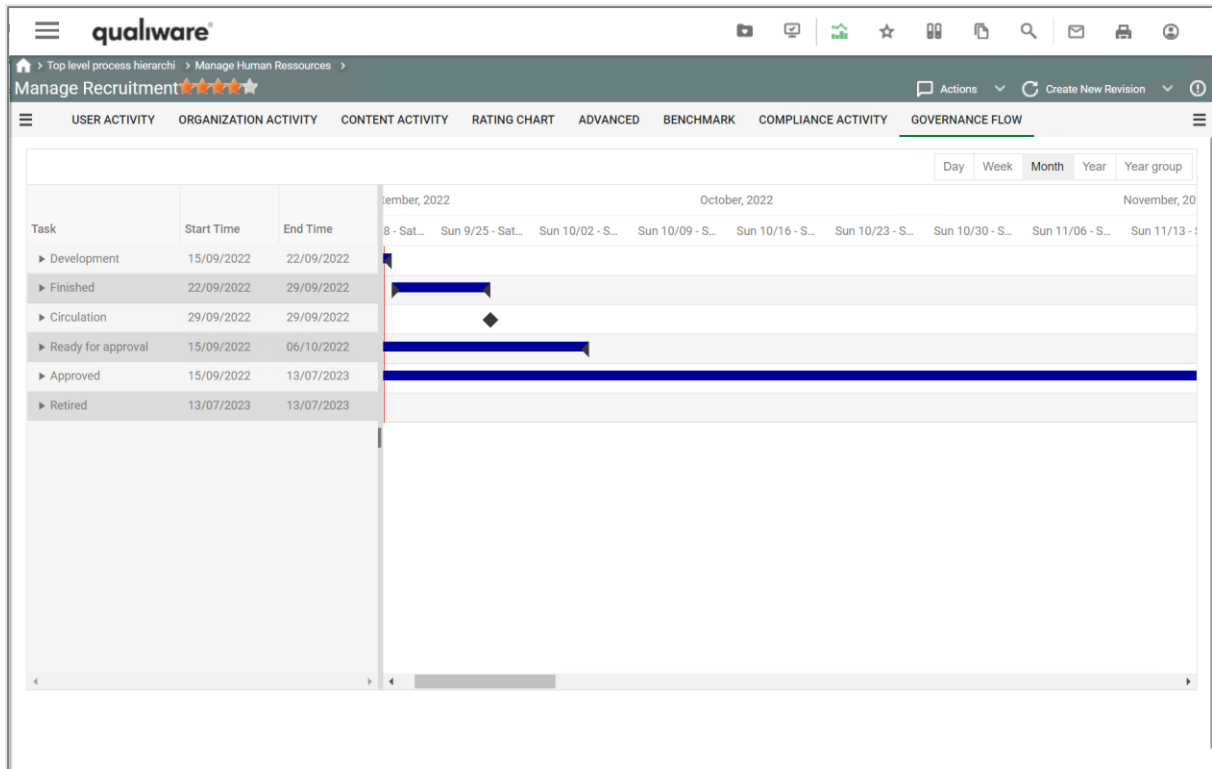 qualiware®
> Top level process hierarchi > Manage Human Ressources >
Manage Recruitment
Actions
Create New Revision
USER ACTIVITY ORGANIZATION ACTIVITY CONTENT ACTIVITY RATING CHART ADVANCED BENCHMARK COMPLIANCE ACTIVITY GOVERNANCE FLOW
Day Week Month Year Year group
tember, 2022 October, 2022 November, 20
Task Start Time End Time 8 - Sat... Sun 9/25 - Sat... Sun 10/02 - S... Sun 10/09 - S... Sun 10/16 - S... Sun 10/23 - S... Sun 10/30 - S... Sun 11/06 - S... Sun 11/13 - S
Development 15/09/2022 22/09/2022
Finished 22/09/2022 29/09/2022
Circulation 29/09/2022 29/09/2022
Ready for approval 15/09/2022 06/10/2022
Approved 15/09/2022 13/07/2023
Retired 13/07/2023 13/07/2023